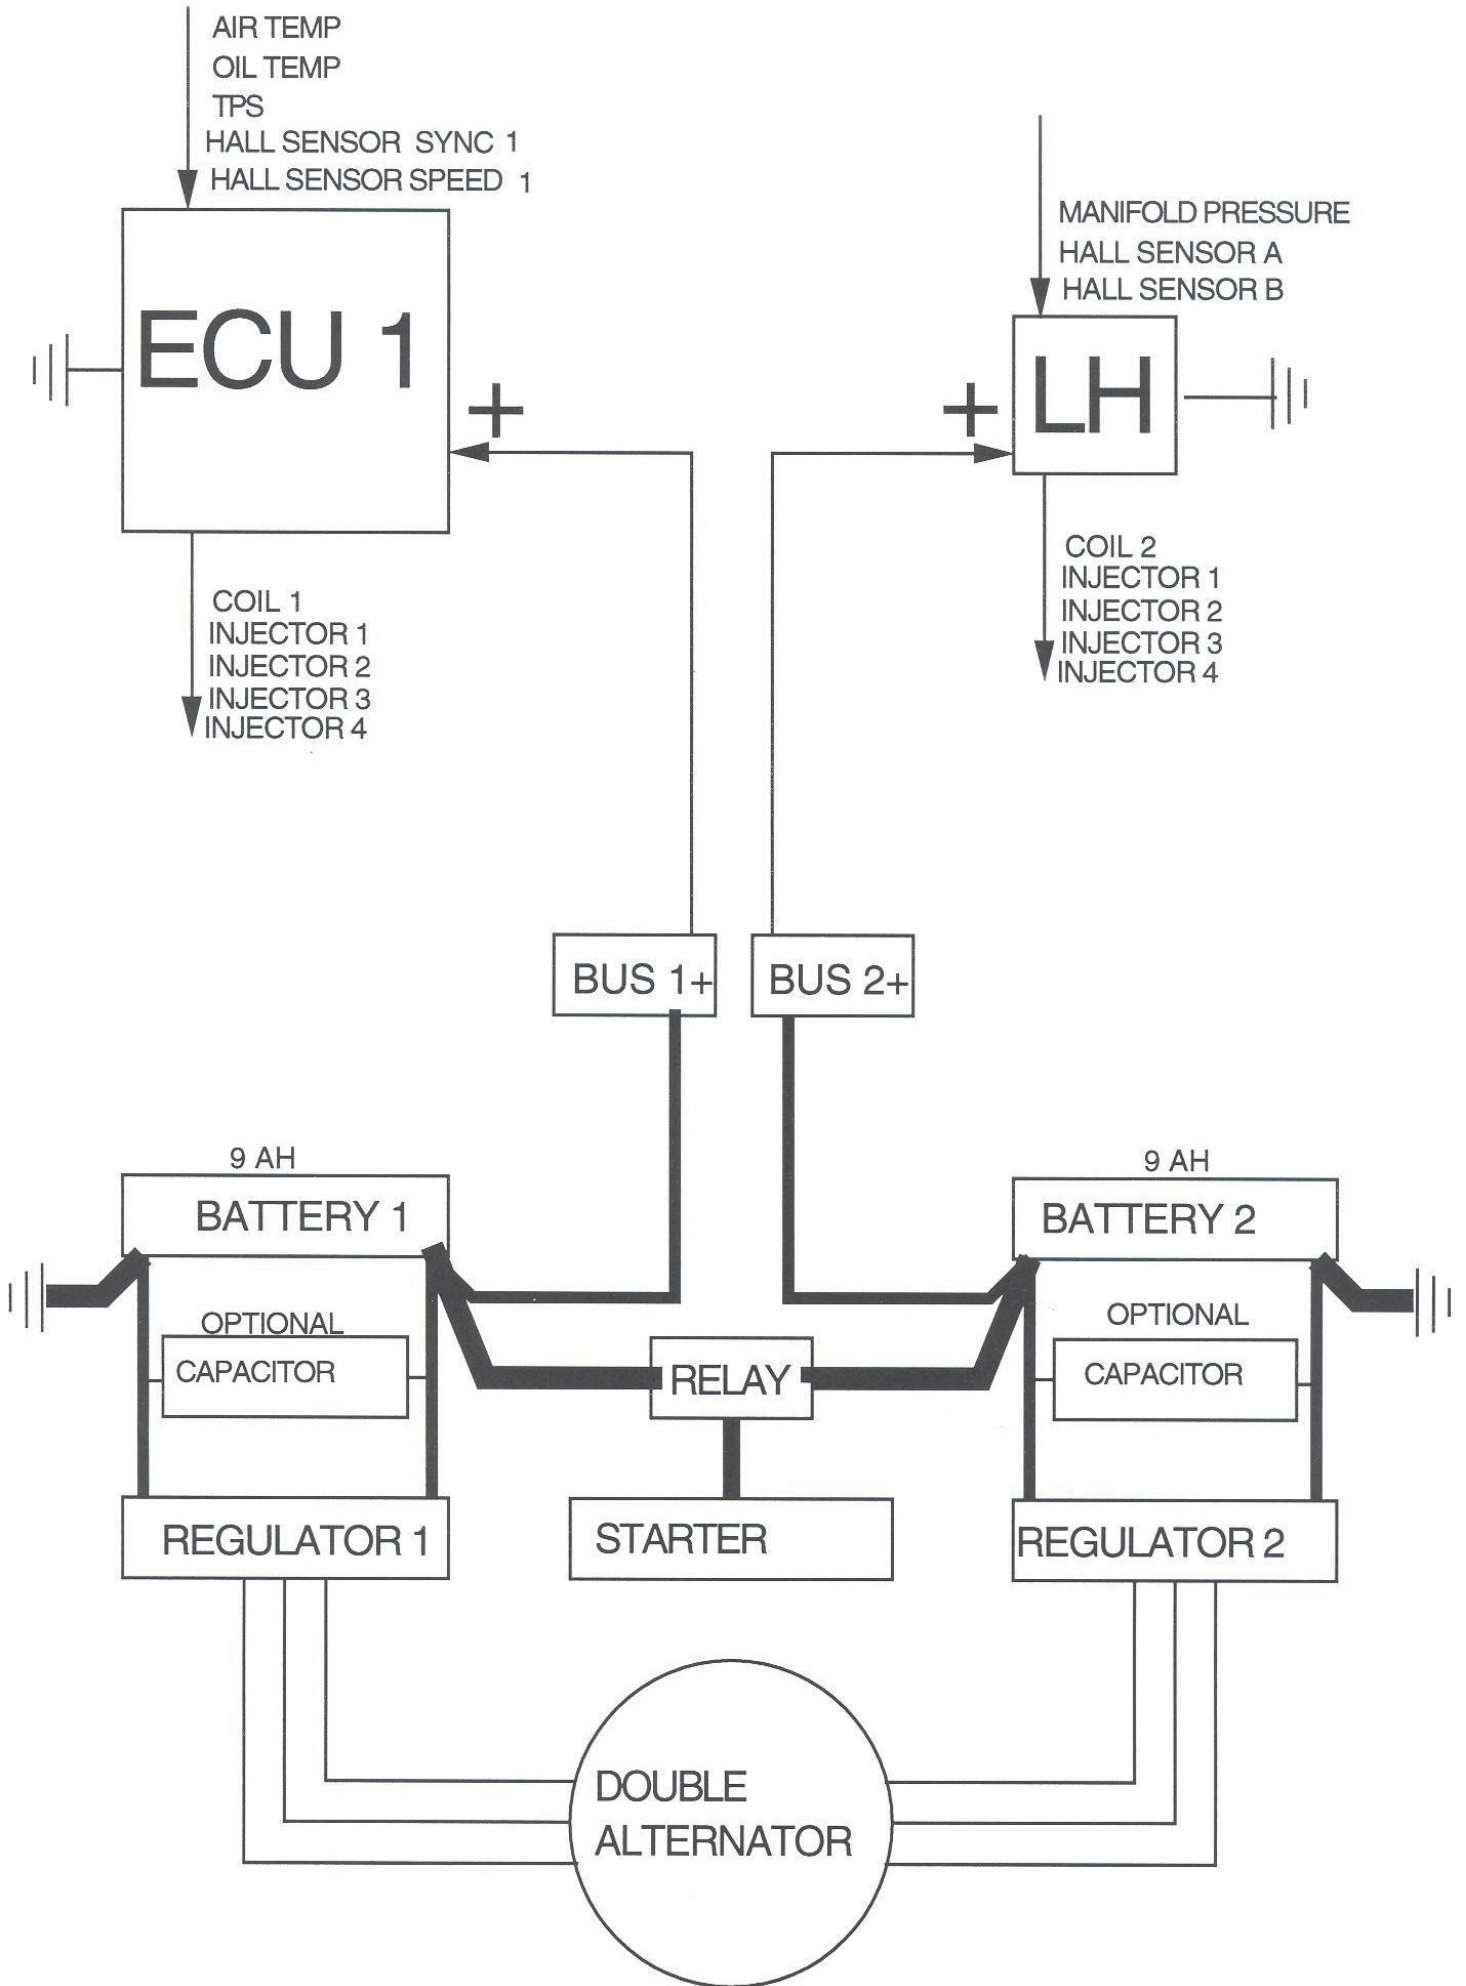 AIR TEMP
OIL TEMP
TPS
HALL SENSOR SYNC 1
HALL SENSOR SPEED 1
ECU 1
+
COIL 1
INJECTOR 1
INJECTOR 2
INJECTOR 3
INJECTOR 4
MANIFOLD PRESSURE
HALL SENSOR A
HALL SENSOR B
+
LH
COIL 2
INJECTOR 1
INJECTOR 2
INJECTOR 3
INJECTOR 4
BUS 1+
BUS 2+
9 AH
BATTERY 1
OPTIONAL
CAPACITOR
REGULATOR 1
RELAY
STARTER
9 AH
BATTERY 2
OPTIONAL
CAPACITOR
REGULATOR 2
DOUBLE
ALTERNATOR